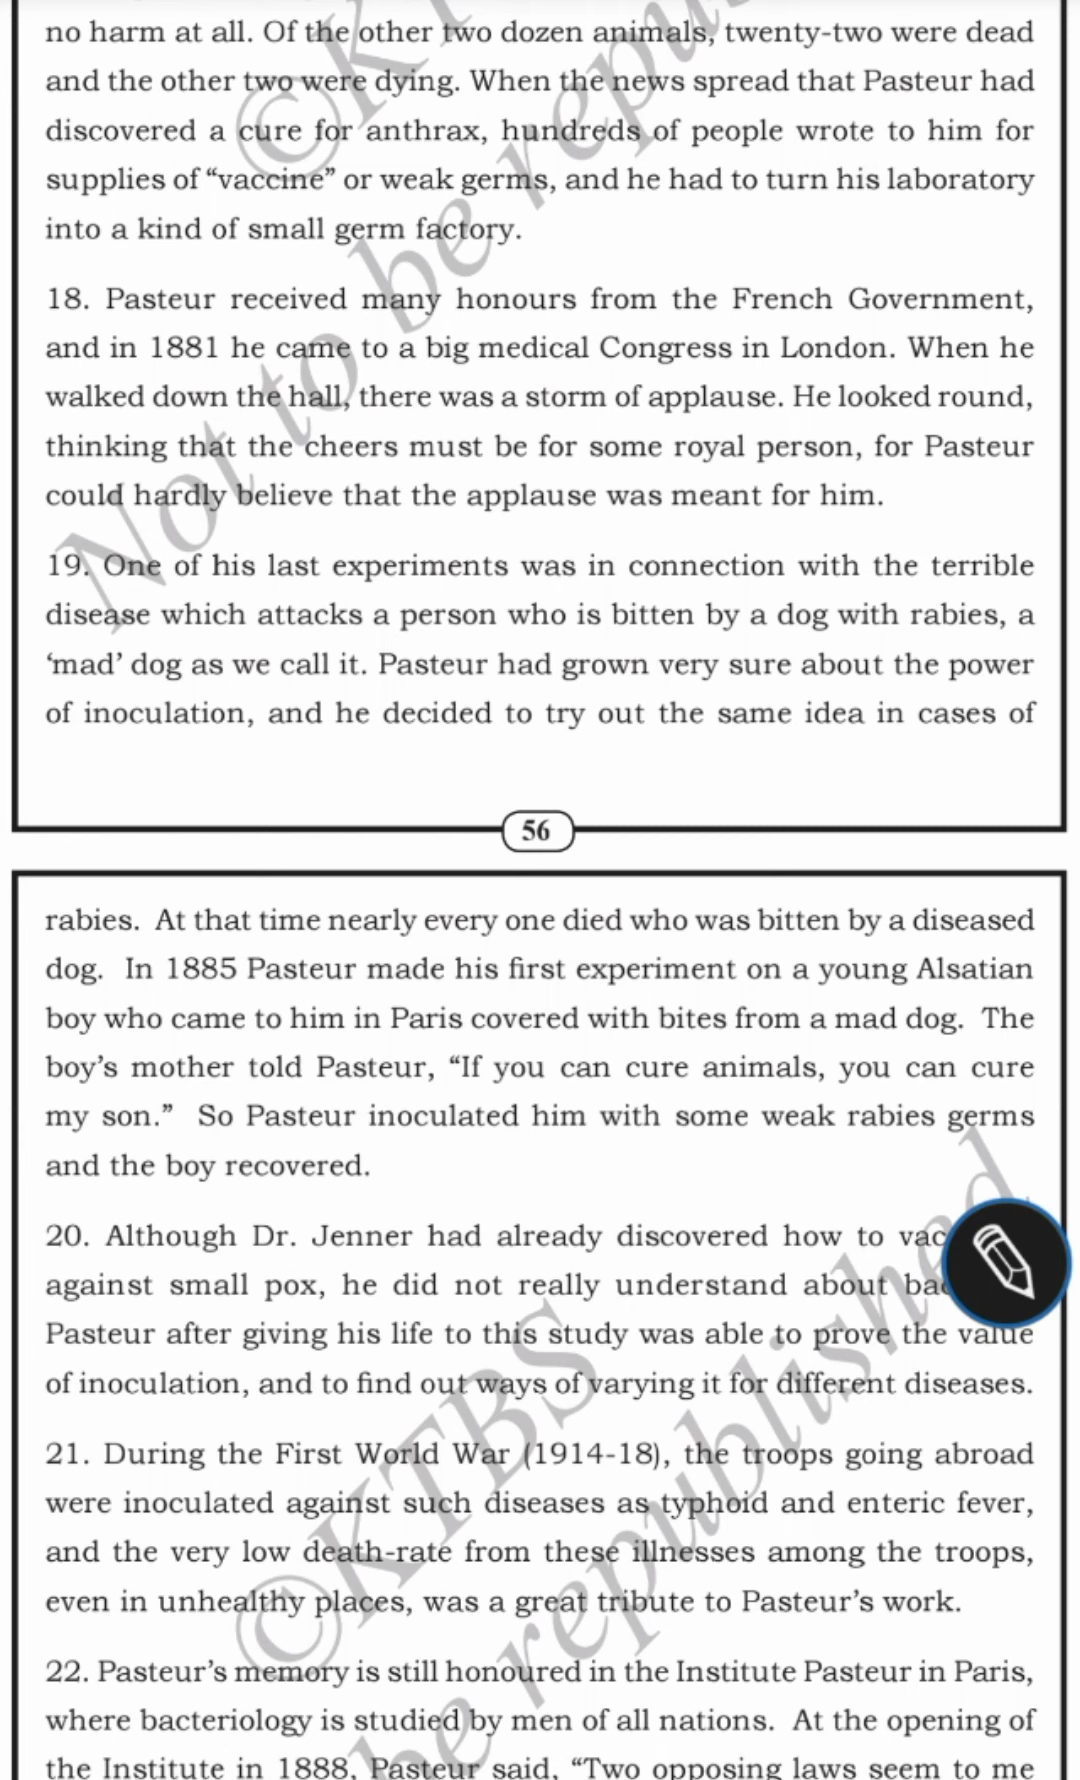 no harm at all. Of the other two dozen animals, twenty-two were dead
and the other two were dying. When the news spread that Pasteur had
discovered a cure for anthrax, hundreds of people wrote to him for
supplies of “vaccine” or weak germs, and he had to turn his laboratory
into a kind of small germ factory.
18. Pasteur received many honours from the French Government,
and in 1881 he came to a big medical Congress in London. When he
walked down the hall, there was a storm of applause. He looked round,
thinking that the cheers must be for some royal person, for Pasteur
could hardly believe that the applause was meant for him.
19. One of his last experiments was in connection with the terrible
disease which attacks a person who is bitten by a dog with rabies, a
‘mad’ dog as we call it. Pasteur had grown very sure about the power
of inoculation, and he decided to try out the same idea in cases of
56
rabies. At that time nearly every one died who was bitten by a diseased
dog. In 1885 Pasteur made his first experiment on a young Alsatian
boy who came to him in Paris covered with bites from a mad dog. The
boy’s mother told Pasteur, “If you can cure animals, you can cure
my son.” So Pasteur inoculated him with some weak rabies germs
and the boy recovered.
20. Although Dr. Jenner had already discovered how to vac
against small pox, he did not really understand about bac
Pasteur after giving his life to this study was able to prove the value
of inoculation, and to find out ways of varying it for different diseases.
21. During the First World War (1914-18), the troops going abroad
were inoculated against such diseases as typhoid and enteric fever,
and the very low death-rate from these illnesses among the troops,
even in unhealthy places, was a great tribute to Pasteur’s work.
22. Pasteur’s memory is still honoured in the Institute Pasteur in Paris,
where bacteriology is studied by men of all nations. At the opening of
the Institute in 1888, Pasteur said, “Two opposing laws seem to me
©K
Not to be repu
©KTBS
be republished